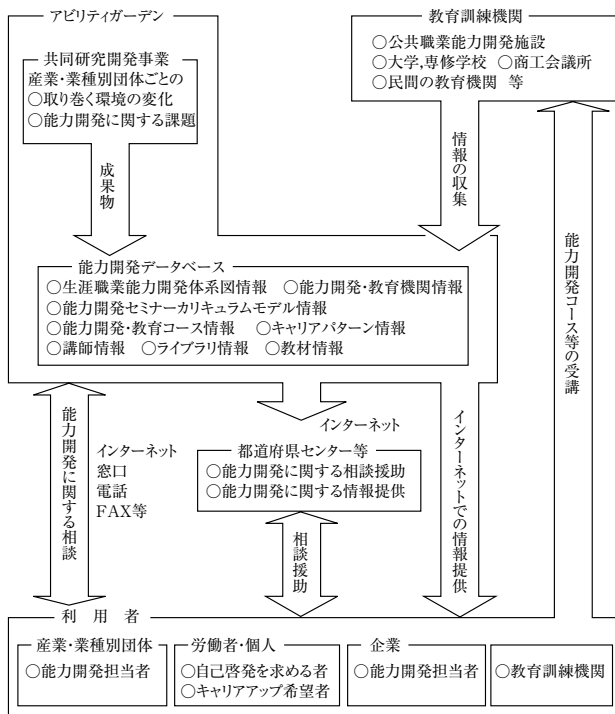 アビリティガーデン
共同研究開発事業
産業・業種別団体ごとの
○取り巻く環境の変化
○能力開発に関する課題
成果物
教育訓練機関
○公共職業能力開発施設
○大学,専修学校 ○商工会議所
○民間の教育機関 等
情報の収集
能力開発データベース
○生涯職業能力開発体系図情報 ○能力開発・教育機関情報
○能力開発セミナーカリキュラムモデル情報
○能力開発・教育コース情報 ○キャリアパターン情報
○講師情報 ○ライブラリ情報 ○教材情報
能力開発コース等の受講
能力開発に関する相談
インターネット
窓口
電話
FAX等
インターネット
都道府県センター等
○能力開発に関する相談援助
○能力開発に関する情報提供
相談援助
インターネットでの情報提供
利用者
産業・業種別団体
○能力開発担当者
労働者・個人
○自己啓発を求める者
○キャリアアップ希望者
企業
○能力開発担当者
○教育訓練機関